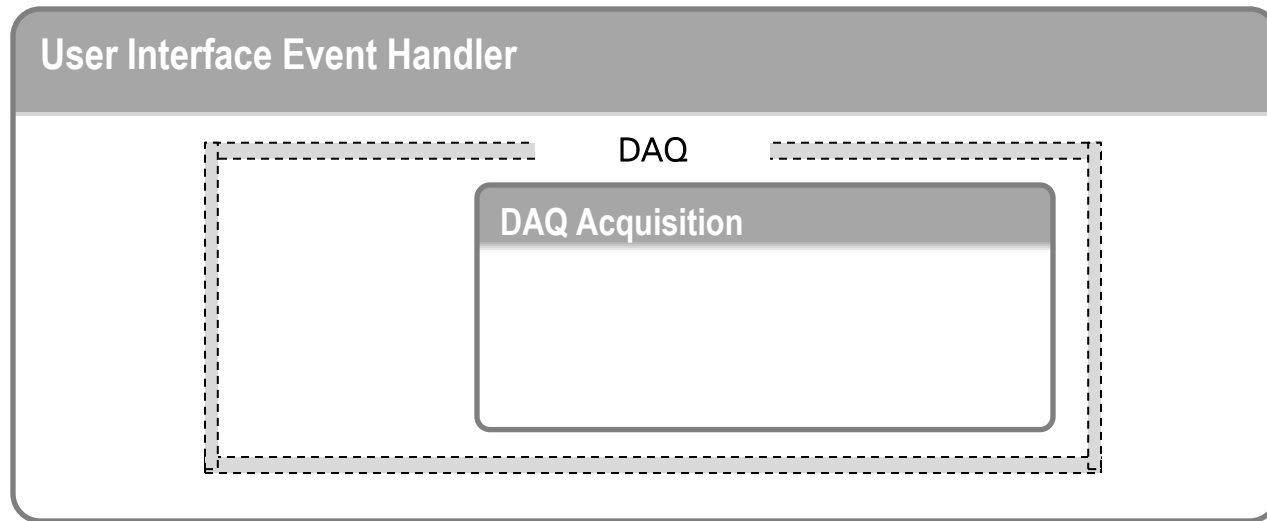 User Interface Event Handler
DAQ
DAQ Acquisition